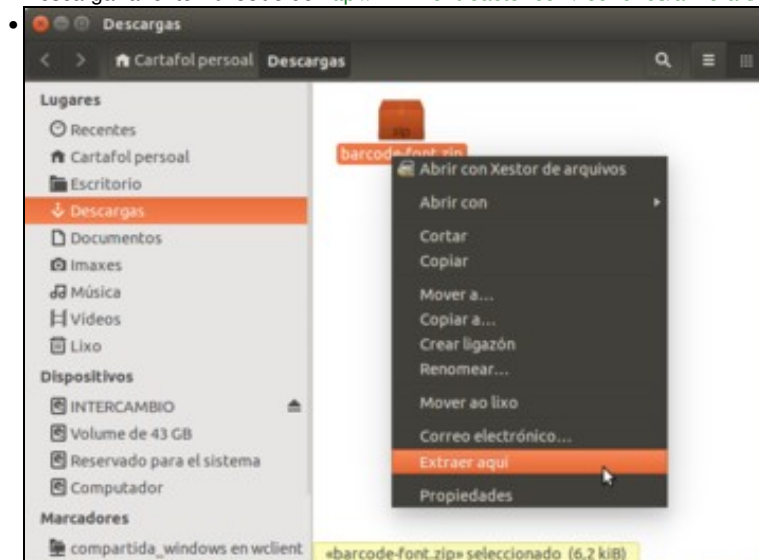 Descargas
Cartafol persoal Descargas
Lugares
Recentes
Cartafol persoal
Escritorio
Descargas
Documentos
Imaxes
Música
Vídeos
Lixo
Dispositivos
INTERCAMBIO
Volume de 43 GB
Reservado para el sistema
Computador
Marcadores
compartida_windows en wclient
zip
barcode-font.zip
Abrir con Xestor de arquivos
Abrir con
Cortar
Copiar
Mover a...
Copiar a...
Crear ligazón
Renomear...
Mover ao lixo
Correo electrónico...
Extraer aquí
Propiedades
«barcode-font.zip» seleccionado (6,2 kiB)